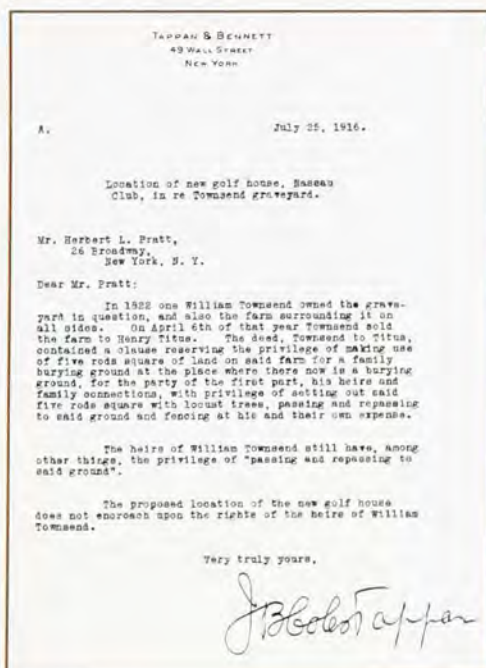 TAPPAN & BENNETT
49 WALL STREET
NEW YORK
A.
July 25, 1916.
Location of new golf house, Nassau
Club, in re Townsend graveyard.
Mr. Herbert L. Pratt,
26 Broadway,
New York, N. Y.
Dear Mr. Pratt:
In 1822 one William Townsend owned the grave-
yard in question, and also the farm surrounding it on
all sides. On April 6th of that year Townsend sold
the farm to Henry Titus. The deed, Townsend to Titus,
contained a clause reserving the privilege of making use
of five rods square of land on said farm for a family
burying ground at the place where there now is a burying
ground, for the party of the first part, his heirs and
family connections, with privilege of setting out said
five rods square with locust trees, passing and repassing
to said ground and fencing at his and their own expense.
The heirs of William Townsend still have, among
other things, the privilege of "passing and repassing to
said ground".
The proposed location of the new golf house
does not encroach upon the rights of the heirs of William
Townsend.
Very truly yours,
J B Coles Tappan